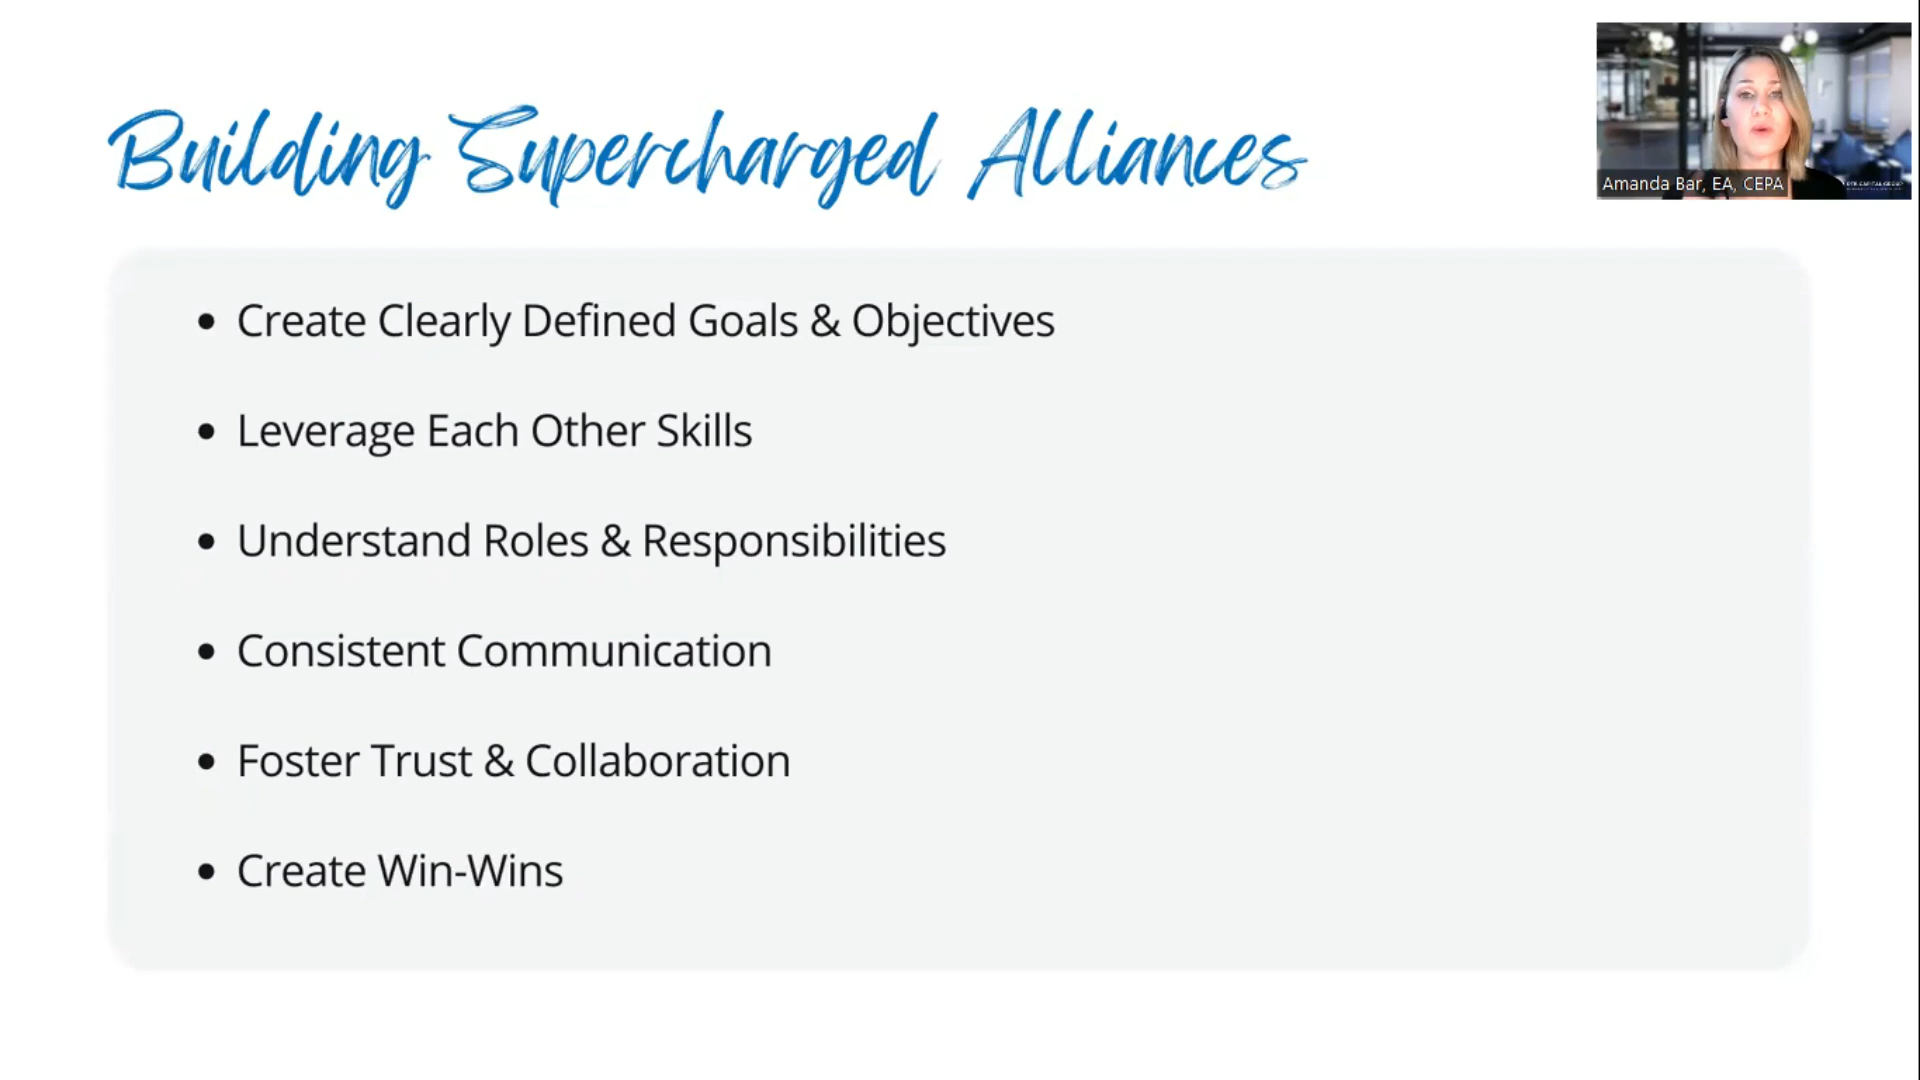 Building Supercharged Alliances
Amanda Bar, EA, CEPA
• Create Clearly Defined Goals & Objectives
• Leverage Each Other Skills
• Understand Roles & Responsibilities
• Consistent Communication
• Foster Trust & Collaboration
• Create Win-Wins